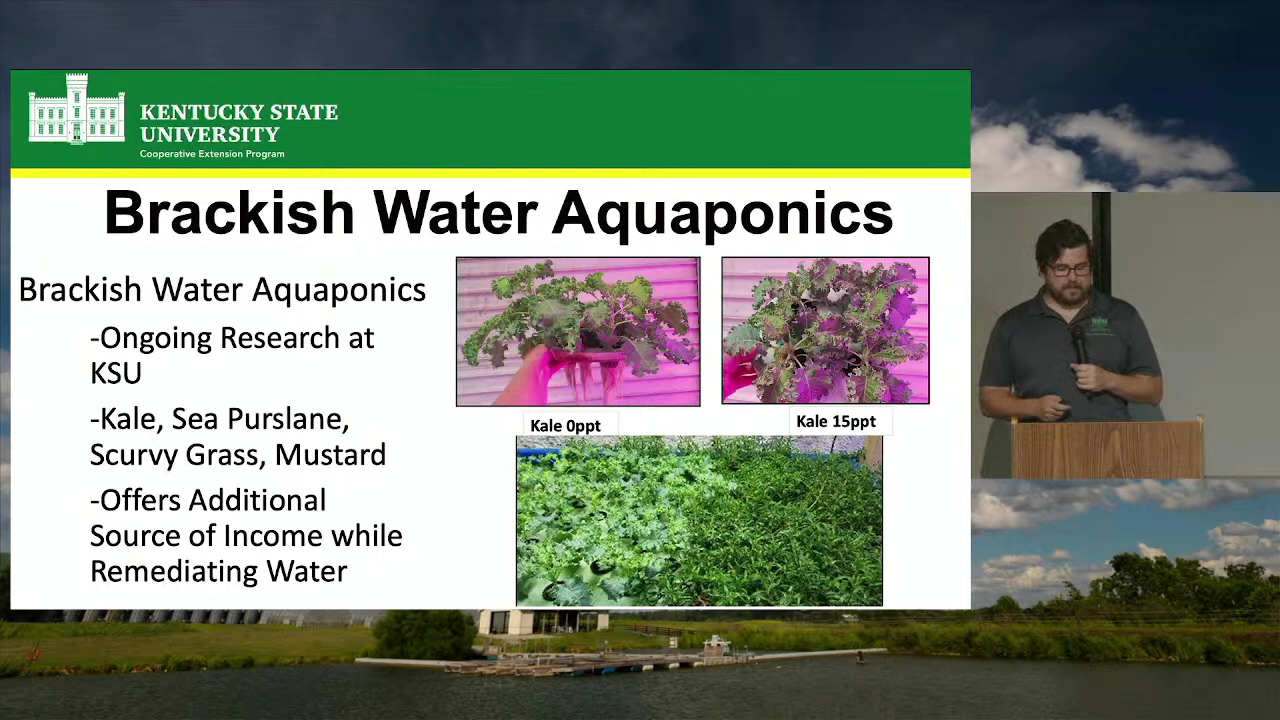 KENTUCKY STATE
UNIVERSITY
Cooperative Extension Program
Brackish Water Aquaponics
Brackish Water Aquaponics
-Ongoing Research at
KSU
-Kale, Sea Purslane,
Scurvy Grass, Mustard
-Offers Additional
Source of Income while
Remediating Water
Kale 0ppt
Kale 15ppt